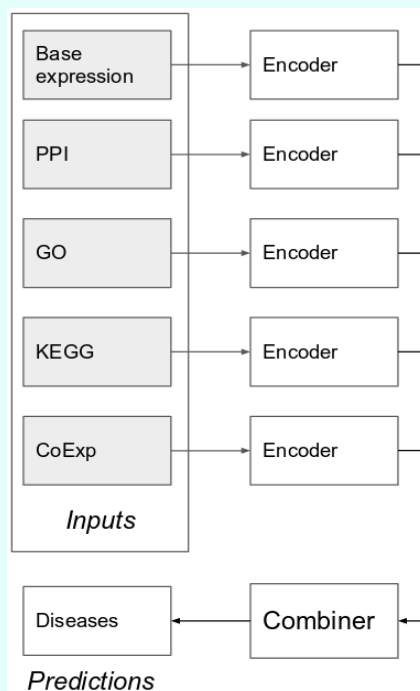 Base
expression
Encoder
PPI
Encoder
GO
Encoder
KEGG
Encoder
CoExp
Encoder
Inputs
Diseases
Combiner
Predictions